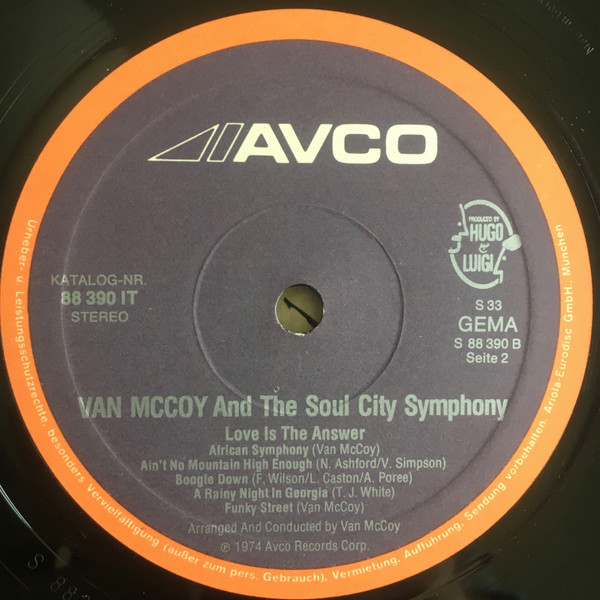 AVCO
PRODUCED BY
HUGO
&
LUIGI
KATALOG-NR.
88 390 IT
STEREO
S 33
GEMA
S 88 390 B
Seite 2
VAN MCCOY And The Soul City Symphony
Love Is The Answer
African Symphony (Van McCoy)
Ain't No Mountain High Enough (N. Ashford/V. Simpson)
Boogie Down (F. Wilson/L. Caston/A. Poree)
A Rainy Night In Georgia (T. J. White)
Funky Street (Van McCoy)
Arranged And Conducted by Van McCoy
℗ 1974 Avco Records Corp.
Urheber- u. Leistungsschutzrechte, besonders Vervielfältigung (außer zum pers. Gebrauch), Vermietung, Aufführung, Sendung vorbehalten. Ariola-Eurodisc GmbH., München